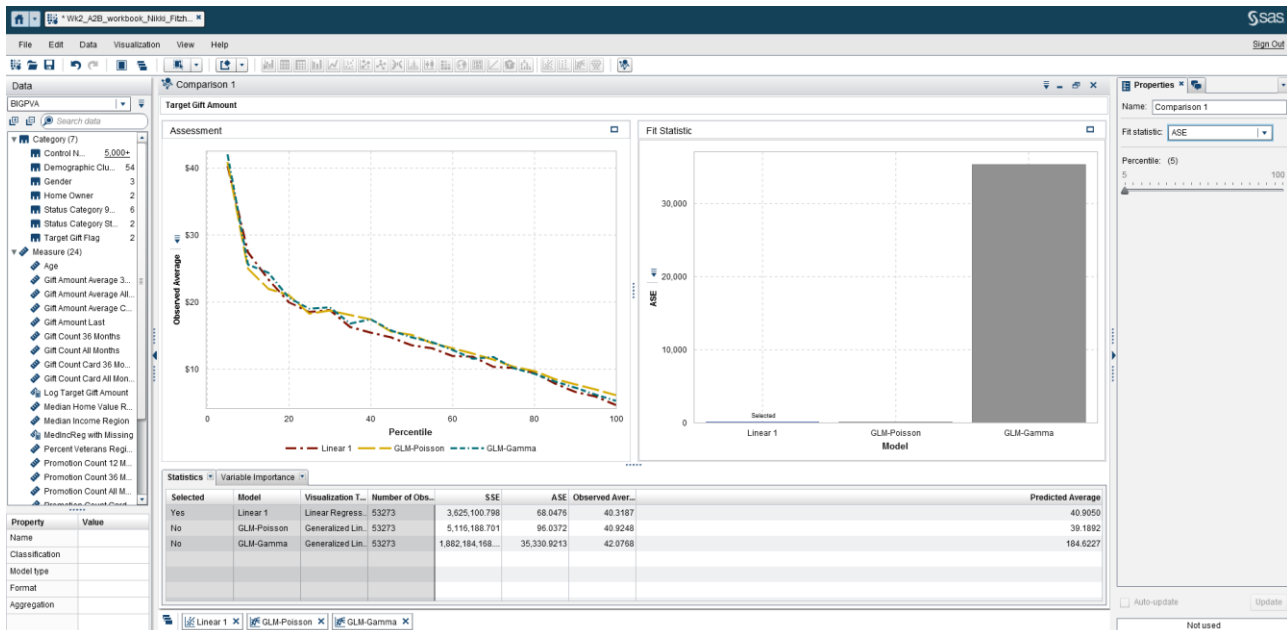 * Wk2_A2B_workbook_Nikki_Fitzh...
sas
File Edit Data Visualization View Help
Sign Out
Data
BIGPVA
Search data
Category (7)
Control N... 5,000+
Demographic Clu... 54
Gender 3
Home Owner 2
Status Category 9... 6
Status Category St... 2
Target Gift Flag 2
Measure (24)
Age
Gift Amount Average 3...
Gift Amount Average All...
Gift Amount Average C...
Gift Amount Last
Gift Count 36 Months
Gift Count All Months
Gift Count Card 36 Mo...
Gift Count Card All Mon...
Log Target Gift Amount
Median Home Value R...
Median Income Region
MedIncReg with Missing
Percent Veterans Regi...
Promotion Count 12 M...
Promotion Count 36 M...
Promotion Count All M...
Promotion Count Card
Property Value
Name
Classification
Model type
Format
Aggregation
Comparison 1
Target Gift Amount
Assessment
$40
$30
$20
$10
Observed Average
0 20 40 60 80 100
Percentile
Linear 1 GLM-Poisson GLM-Gamma
Fit Statistic
30,000
20,000
10,000
0
ASE
Selected
Linear 1 GLM-Poisson GLM-Gamma
Model
Statistics Variable Importance
Selected Model Visualization T... Number of Obs... SSE ASE Observed Aver... Predicted Average
Yes Linear 1 Linear Regress... 53273 3,625,100.798 68.0476 40.3187 40.9050
No GLM-Poisson Generalized Lin... 53273 5,116,188.701 96.0372 40.9248 39.1892
No GLM-Gamma Generalized Lin... 53273 1,882,184,168.... 35,330.9213 42.0768 184.6227
Linear 1 GLM-Poisson GLM-Gamma
Properties
Name: Comparison 1
Fit statistic: ASE
Percentile: (5)
5 100
Auto-update Update
Not used